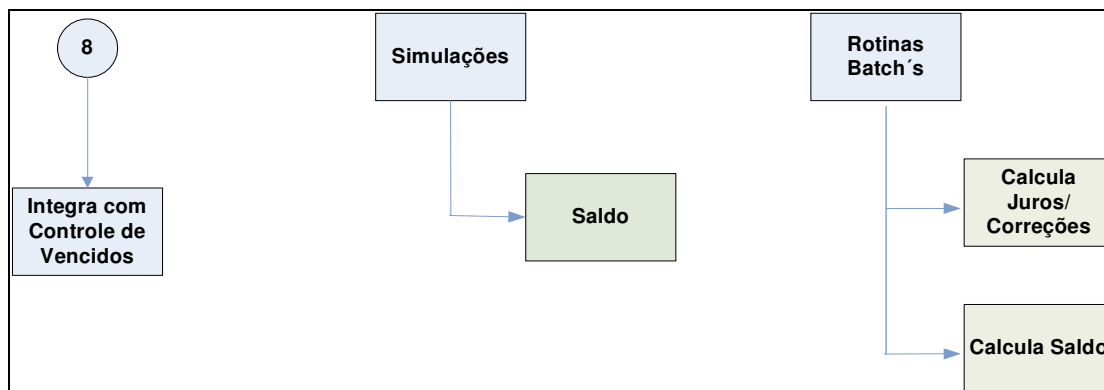 8
Simulações
Rotinas
Batch´s
Integra com
Controle de
Vencidos
Saldo
Calcula
Juros/
Correções
Calcula Saldo